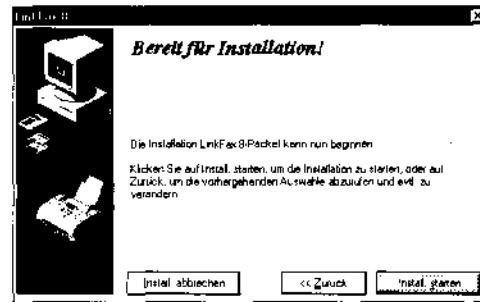 LinkFax 8
Bereit für Installation!
Die Installation LinkFax 8-Packet kann nun beginnen
Klicken Sie auf Install. starten, um die Installation zu starten, oder auf
Zurück, um die vorhergehenden Auswahle abzurufen und evtl. zu
verändern
Install. abbrechen
<< Zurück
Install. starten